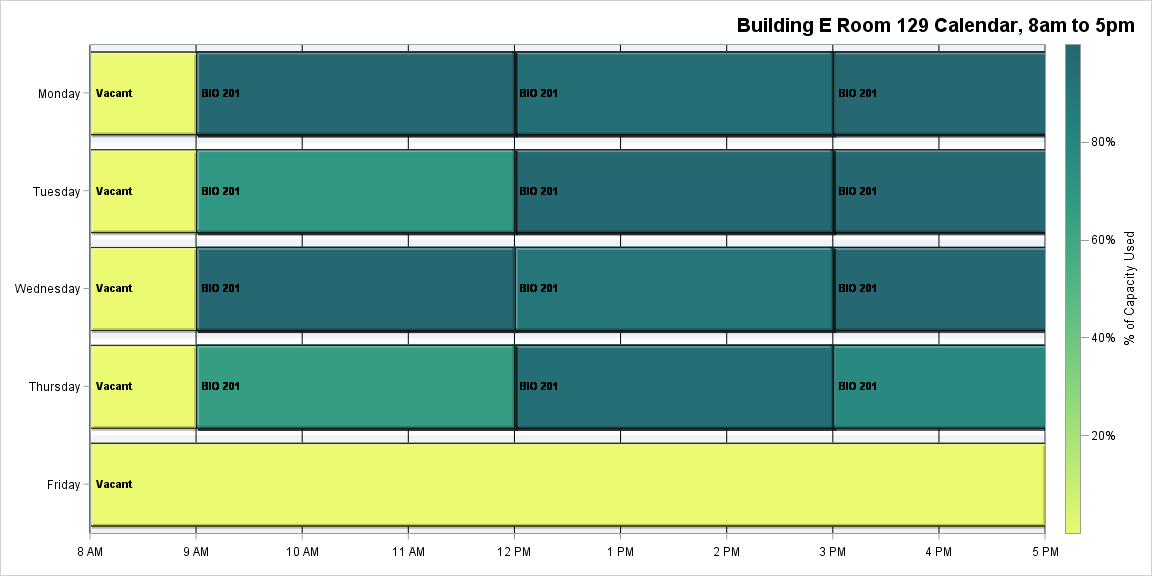 Building E Room 129 Calendar, 8am to 5pm
Monday
Vacant
BIO 201
BIO 201
BIO 201
Tuesday
Vacant
BIO 201
BIO 201
BIO 201
Wednesday
Vacant
BIO 201
BIO 201
BIO 201
Thursday
Vacant
BIO 201
BIO 201
BIO 201
Friday
Vacant
8 AM
9 AM
10 AM
11 AM
12 PM
1 PM
2 PM
3 PM
4 PM
5 PM
80%
60%
40%
20%
% of Capacity Used